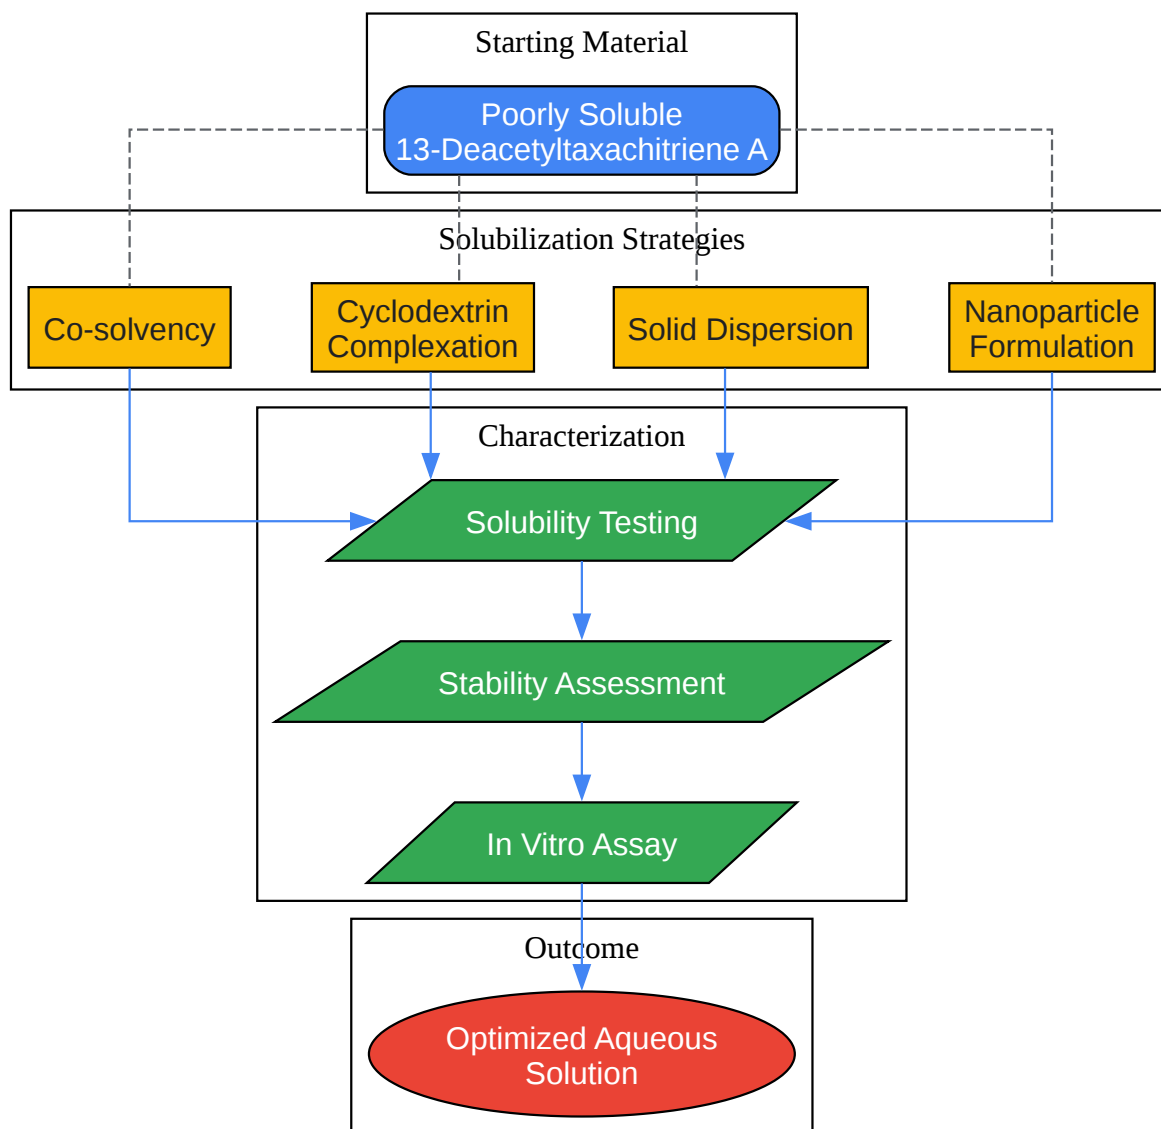 Starting Material
Poorly Soluble
13-Deacetyltaxachitriene A
Solubilization Strategies
Co-solvency
Cyclodextrin
Complexation
Solid Dispersion
Nanoparticle
Formulation
Characterization
Solubility Testing
Stability Assessment
In Vitro Assay
Outcome
Optimized Aqueous
Solution